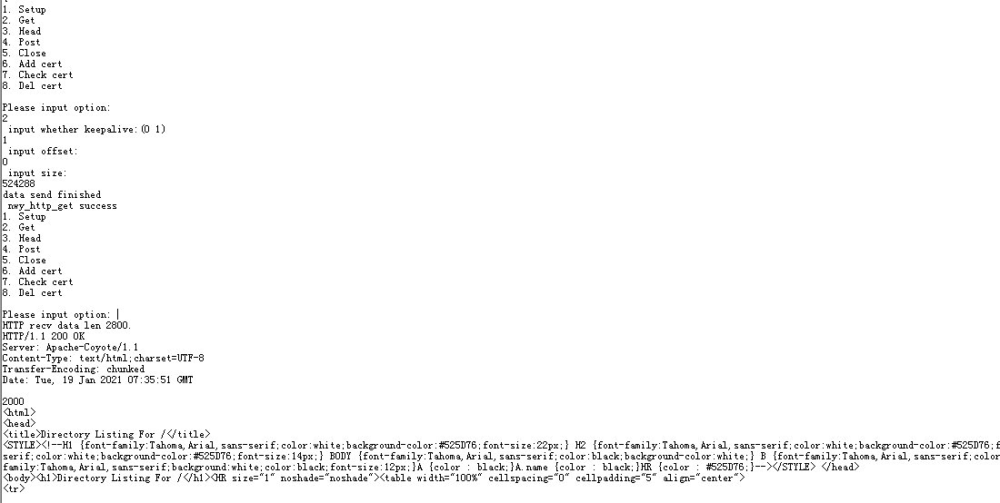 1. Setup
2. Get
3. Head
4. Post
5. Close
6. Add cert
7. Check cert
8. Del cert
Please input option:
2
input whether keepalive:(0 1)
1
input offset:
0
input size:
524288
data send finished
nwy_http_get success
1. Setup
2. Get
3. Head
4. Post
5. Close
6. Add cert
7. Check cert
8. Del cert
Please input option:
HTTP recv data len 2800.
HTTP/1.1 200 OK
Server: Apache-Coyote/1.1
Content-Type: text/html;charset=UTF-8
Transfer-Encoding: chunked
Date: Tue, 19 Jan 2021 07:35:51 GMT
2000
<html>
<head>
<title>Directory Listing For /</title>
<STYLE><!--H1 {font-family:Tahoma,Arial,sans-serif;color:white;background-color:#525D76;font-size:22px;} H2 {font-family:Tahoma,Arial,sans-serif;color:white;background-color:#525D76;f
serif;color:white;background-color:#525D76;font-size:14px;} BODY {font-family:Tahoma,Arial,sans-serif;color:black;background-color:white;} B {font-family:Tahoma,Arial,sans-serif;color
family:Tahoma,Arial,sans-serif;background:white;color:black;font-size:12px;}A {color : black;}A.name {color : black;}HR {color : #525D76;}--></STYLE> </head>
<body><h1>Directory Listing For /</h1><HR size="1" noshade="noshade"><table width="100%" cellspacing="0" cellpadding="5" align="center">
<tr>